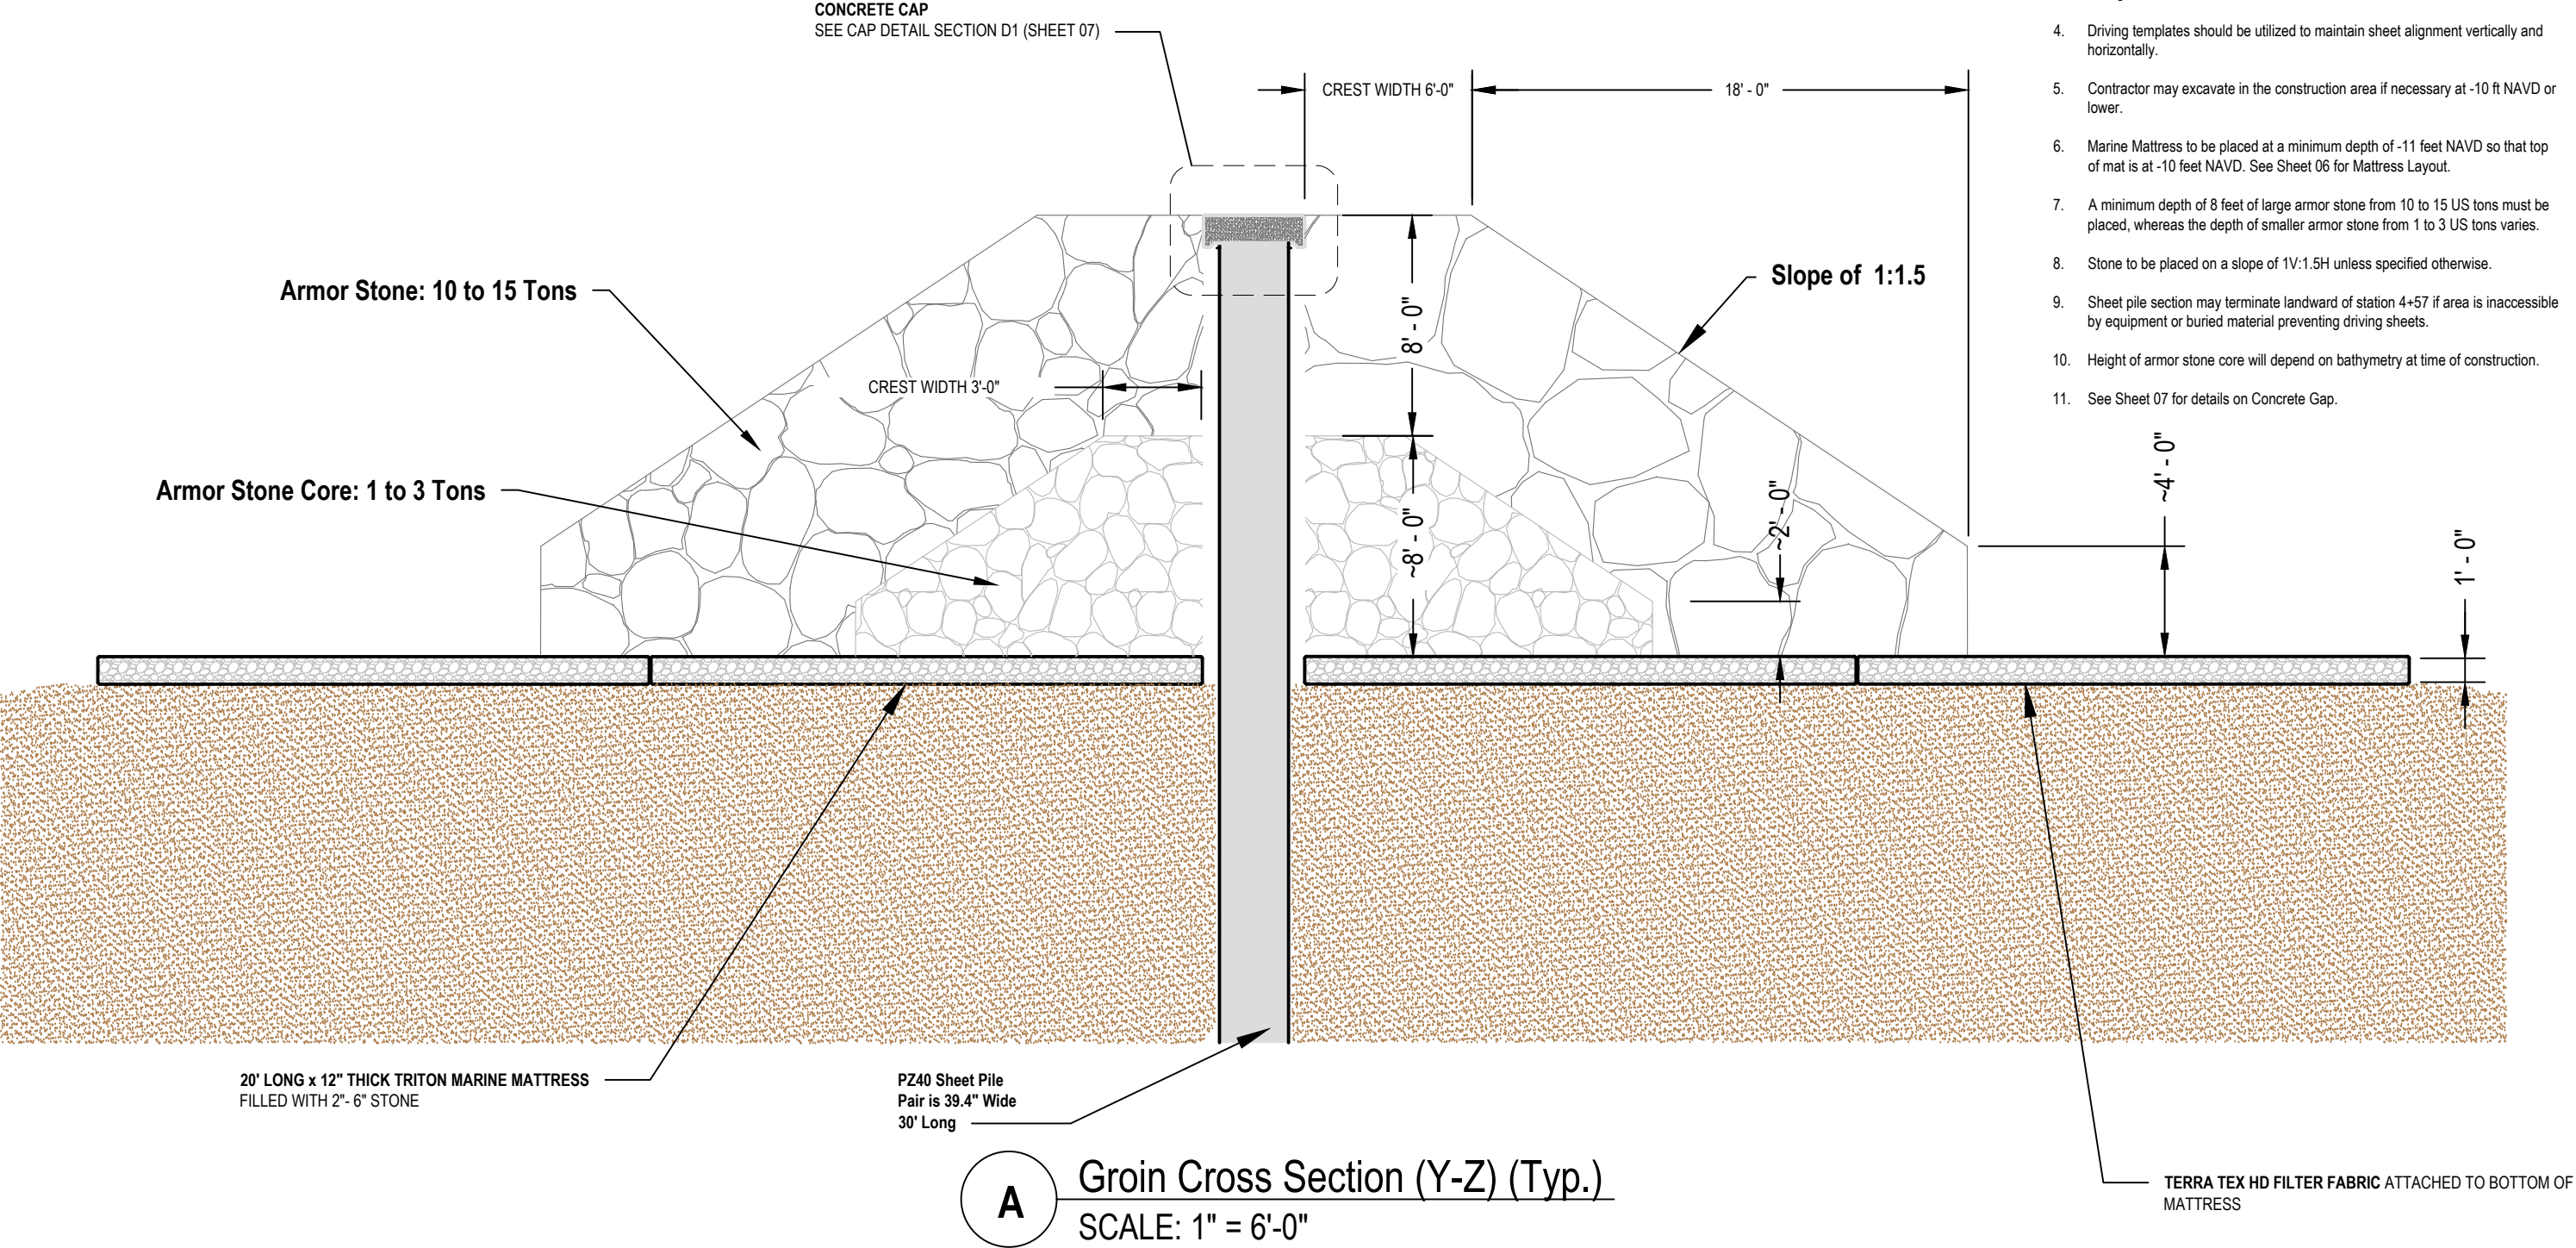 CONCRETE CAP
SEE CAP DETAIL SECTION D1 (SHEET 07)
CREST WIDTH 6'-0"
18' - 0"
4. Driving templates should be utilized to maintain sheet alignment vertically and
horizontally.
5. Contractor may excavate in the construction area if necessary at -10 ft NAVD or
lower.
6. Marine Mattress to be placed at a minimum depth of -11 feet NAVD so that top
of mat is at -10 feet NAVD. See Sheet 06 for Mattress Layout.
7. A minimum depth of 8 feet of large armor stone from 10 to 15 US tons must be
placed, whereas the depth of smaller armor stone from 1 to 3 US tons varies.
8. Stone to be placed on a slope of 1V:1.5H unless specified otherwise.
9. Sheet pile section may terminate landward of station 4+57 if area is inaccessible
by equipment or buried material preventing driving sheets.
10. Height of armor stone core will depend on bathymetry at time of construction.
11. See Sheet 07 for details on Concrete Gap.
Armor Stone: 10 to 15 Tons
Slope of 1:1.5
8' - 0"
CREST WIDTH 3'-0"
Armor Stone Core: 1 to 3 Tons
~8' - 0"
~2' - 0"
~4' - 0"
1' - 0"
20' LONG x 12" THICK TRITON MARINE MATTRESS
FILLED WITH 2"- 6" STONE
PZ40 Sheet Pile
Pair is 39.4" Wide
30' Long
A
Groin Cross Section (Y-Z) (Typ.)
SCALE: 1" = 6'-0"
TERRA TEX HD FILTER FABRIC ATTACHED TO BOTTOM OF
MATTRESS